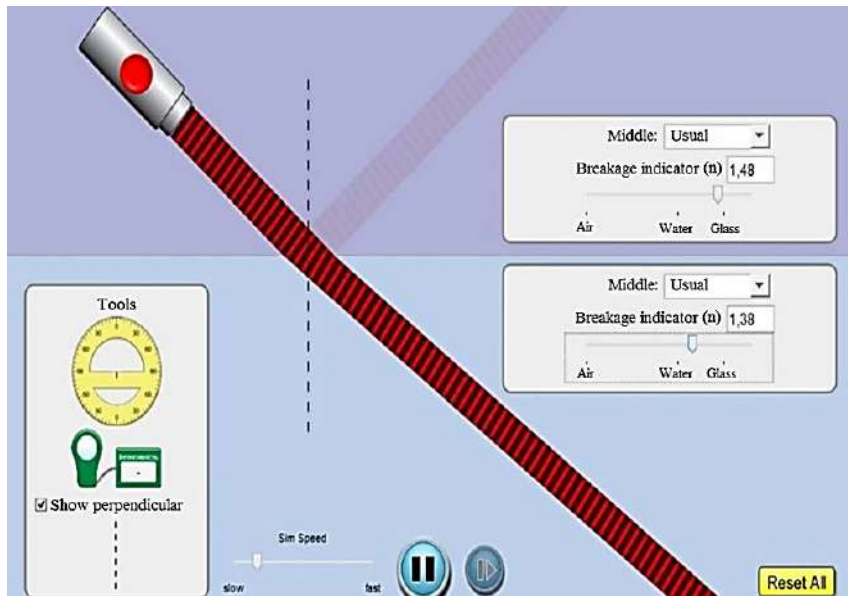 Middle: Usual
Breakage indicator (n) 1,48
Air Water Glass
Middle: Usual
Breakage indicator (n) 1,38
Air Water Glass
Tools
Show perpendicular
Sim Speed
slow fast
Reset All